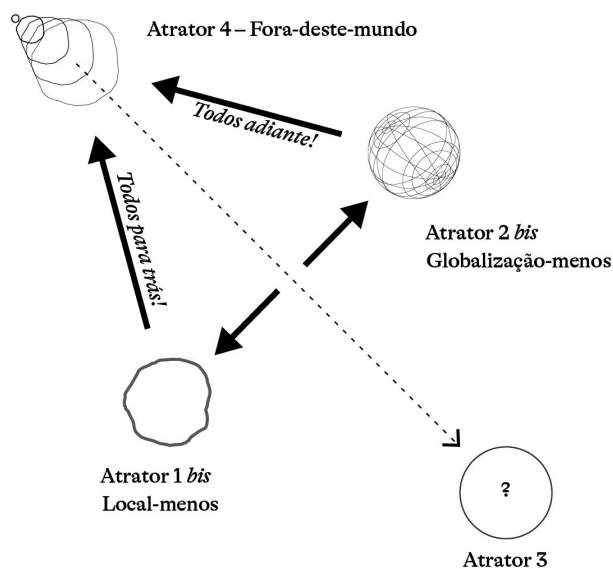 Atrator 4 – Fora-deste-mundo
Todos adiante!
Atrator 2 bis
Globalização-menos
Todos para trás!
Atrator 1 bis
Local-menos
?
Atrator 3